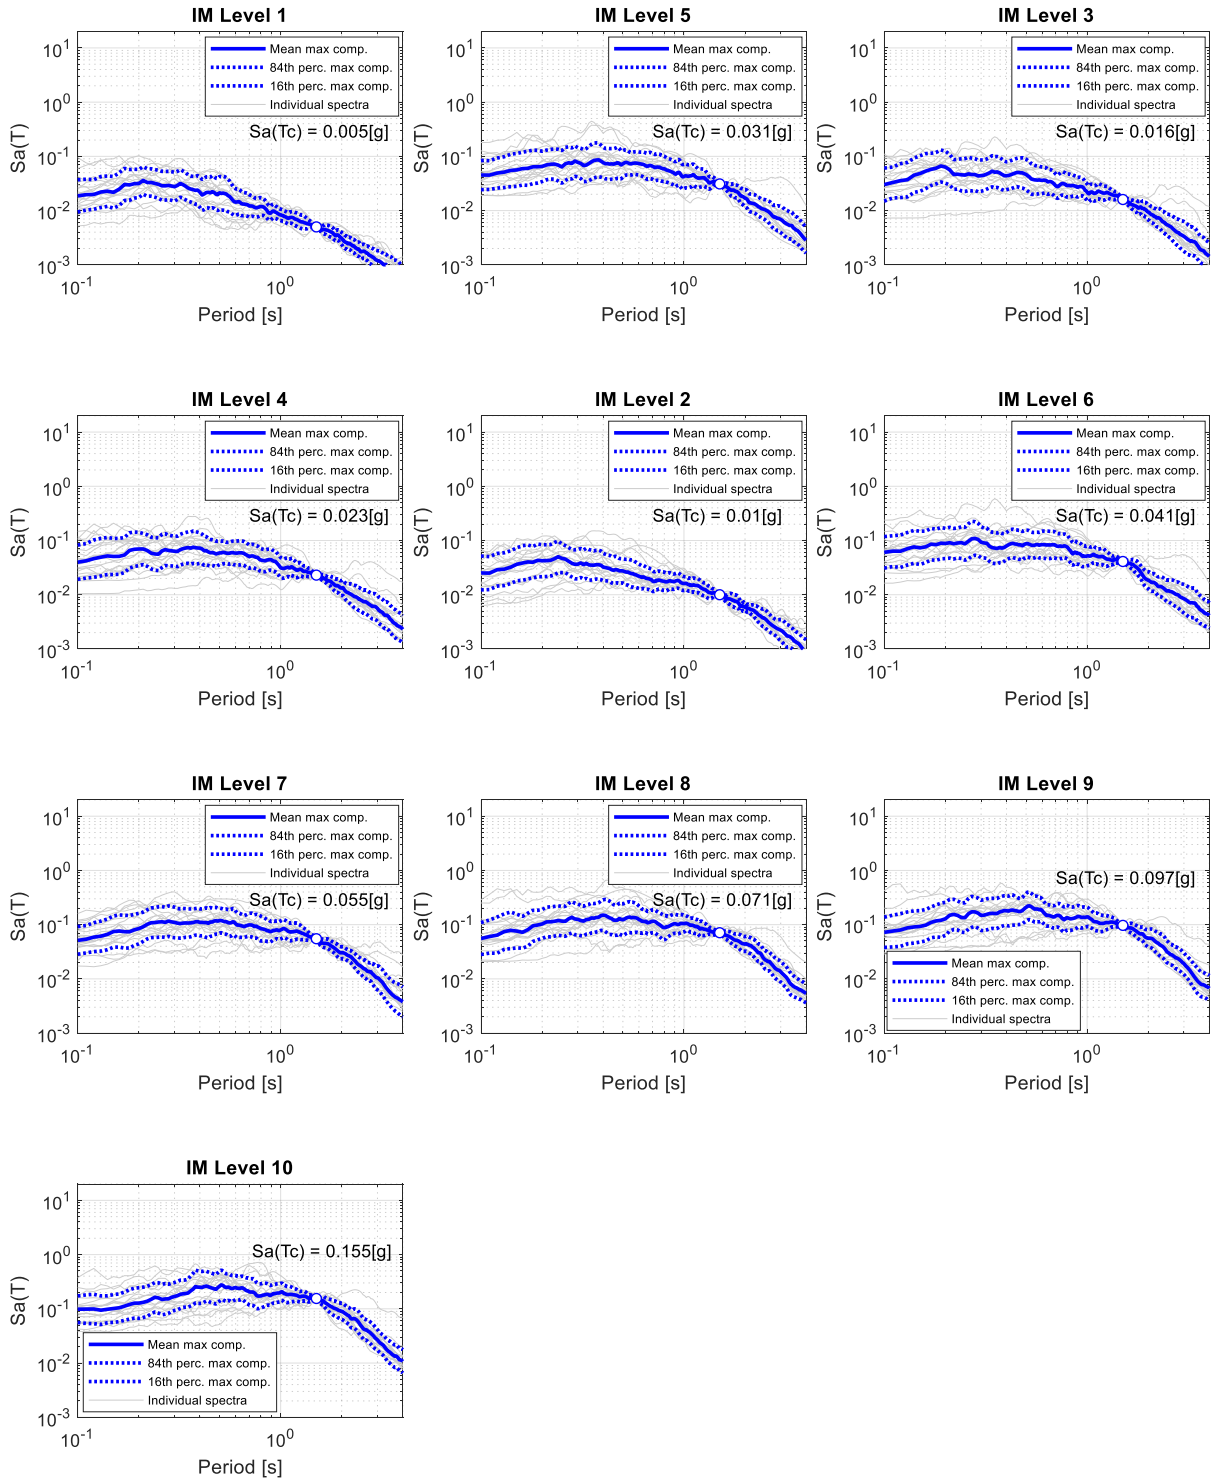 IM Level 1
10^1
10^0
10^-1
10^-2
10^-3
Sa(T)
Mean max comp.
84th perc. max comp.
16th perc. max comp.
Individual spectra
Sa(Tc) = 0.005[g]
10^-1
10^0
Period [s]
IM Level 5
10^1
10^0
10^-1
10^-2
10^-3
Sa(T)
Mean max comp.
84th perc. max comp.
16th perc. max comp.
Individual spectra
Sa(Tc) = 0.031[g]
10^-1
10^0
Period [s]
IM Level 3
10^1
10^0
10^-1
10^-2
10^-3
Sa(T)
Mean max comp.
84th perc. max comp.
16th perc. max comp.
Individual spectra
Sa(Tc) = 0.016[g]
10^-1
10^0
Period [s]
IM Level 4
10^1
10^0
10^-1
10^-2
10^-3
Sa(T)
Mean max comp.
84th perc. max comp.
16th perc. max comp.
Individual spectra
Sa(Tc) = 0.023[g]
10^-1
10^0
Period [s]
IM Level 2
10^1
10^0
10^-1
10^-2
10^-3
Sa(T)
Mean max comp.
84th perc. max comp.
16th perc. max comp.
Individual spectra
Sa(Tc) = 0.01[g]
10^-1
10^0
Period [s]
IM Level 6
10^1
10^0
10^-1
10^-2
10^-3
Sa(T)
Mean max comp.
84th perc. max comp.
16th perc. max comp.
Individual spectra
Sa(Tc) = 0.041[g]
10^-1
10^0
Period [s]
IM Level 7
10^1
10^0
10^-1
10^-2
10^-3
Sa(T)
Mean max comp.
84th perc. max comp.
16th perc. max comp.
Individual spectra
Sa(Tc) = 0.055[g]
10^-1
10^0
Period [s]
IM Level 8
10^1
10^0
10^-1
10^-2
10^-3
Sa(T)
Mean max comp.
84th perc. max comp.
16th perc. max comp.
Individual spectra
Sa(Tc) = 0.071[g]
10^-1
10^0
Period [s]
IM Level 9
10^1
10^0
10^-1
10^-2
10^-3
Sa(T)
Sa(Tc) = 0.097[g]
Mean max comp.
84th perc. max comp.
16th perc. max comp.
Individual spectra
10^-1
10^0
Period [s]
IM Level 10
10^1
10^0
10^-1
10^-2
10^-3
Sa(T)
Sa(Tc) = 0.155[g]
Mean max comp.
84th perc. max comp.
16th perc. max comp.
Individual spectra
10^-1
10^0
Period [s]